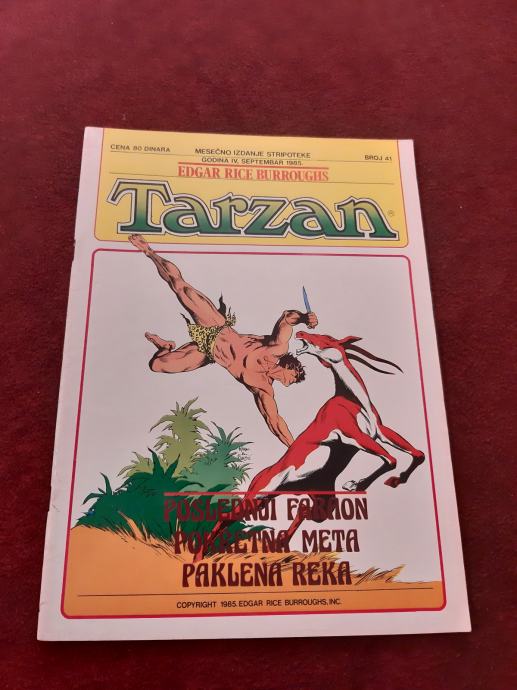 CENA 80 DINARA
MESEČNO IZDANJE STRIPOTEKE
BROJ 41
GODINA IV, SEPTEMBAR 1985.
EDGAR RICE BURROUGHS
Tarzan®
POSLEDNJI FARAON
POKRETNA META
PAKLENA REKA
COPYRIGHT 1985. EDGAR RICE BURROUGHS, INC.